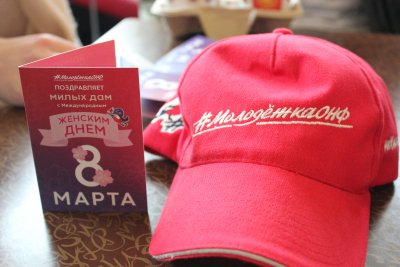 #МолодёжкаОНФ
ПОЗДРАВЛЯЕТ
МИЛЫХ ДАМ
с Международным
ЖЕНСКИМ
ДНЕМ
8
МАРТА
#МолодёжкаОНФ